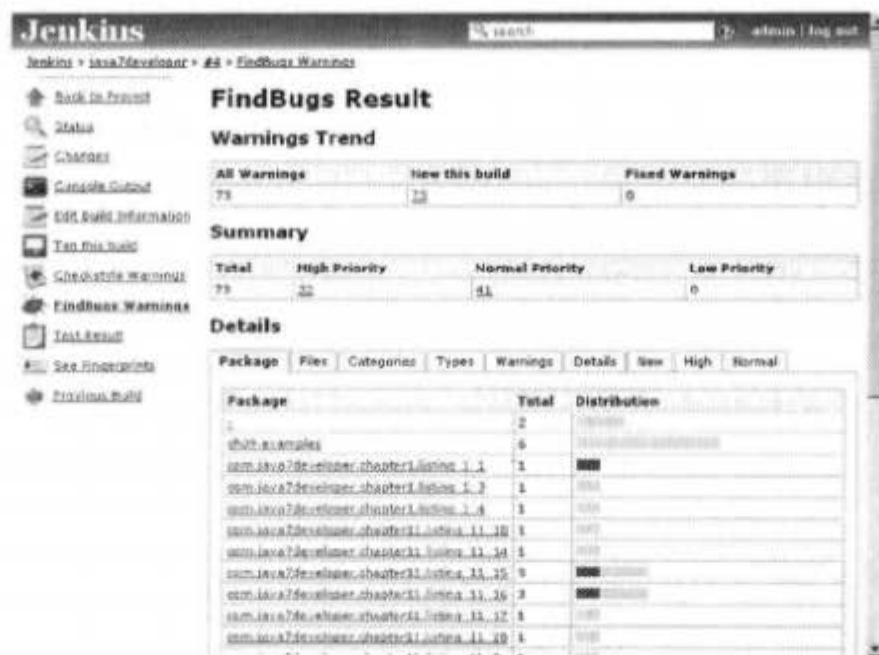 Jenkins
search
admin | log out
Jenkins » java7developer » #4 » FindBugs Warnings
Back to Project
Status
Changes
Console Output
Edit Build Information
Tag this build
Checkstyle Warnings
FindBugs Warnings
Test Result
See Fingerprints
Previous Build
FindBugs Result
Warnings Trend
All Warnings New this build Fixed Warnings
73 73 0
Summary
Total High Priority Normal Priority Low Priority
73 32 41 0
Details
Package Files Categories Types Warnings Details New High Normal
Package Total Distribution
2
6
com.java7developer.chapter1.listing_1_1 1
com.java7developer.chapter1.listing_1_3 1
com.java7developer.chapter1.listing_1_4 1
com.java7developer.chapter11.listing_11_10 1
com.java7developer.chapter11.listing_11_14 1
com.java7developer.chapter11.listing_11_15 3
com.java7developer.chapter11.listing_11_16 3
com.java7developer.chapter11.listing_11_17 1
com.java7developer.chapter11.listing_11_18 1